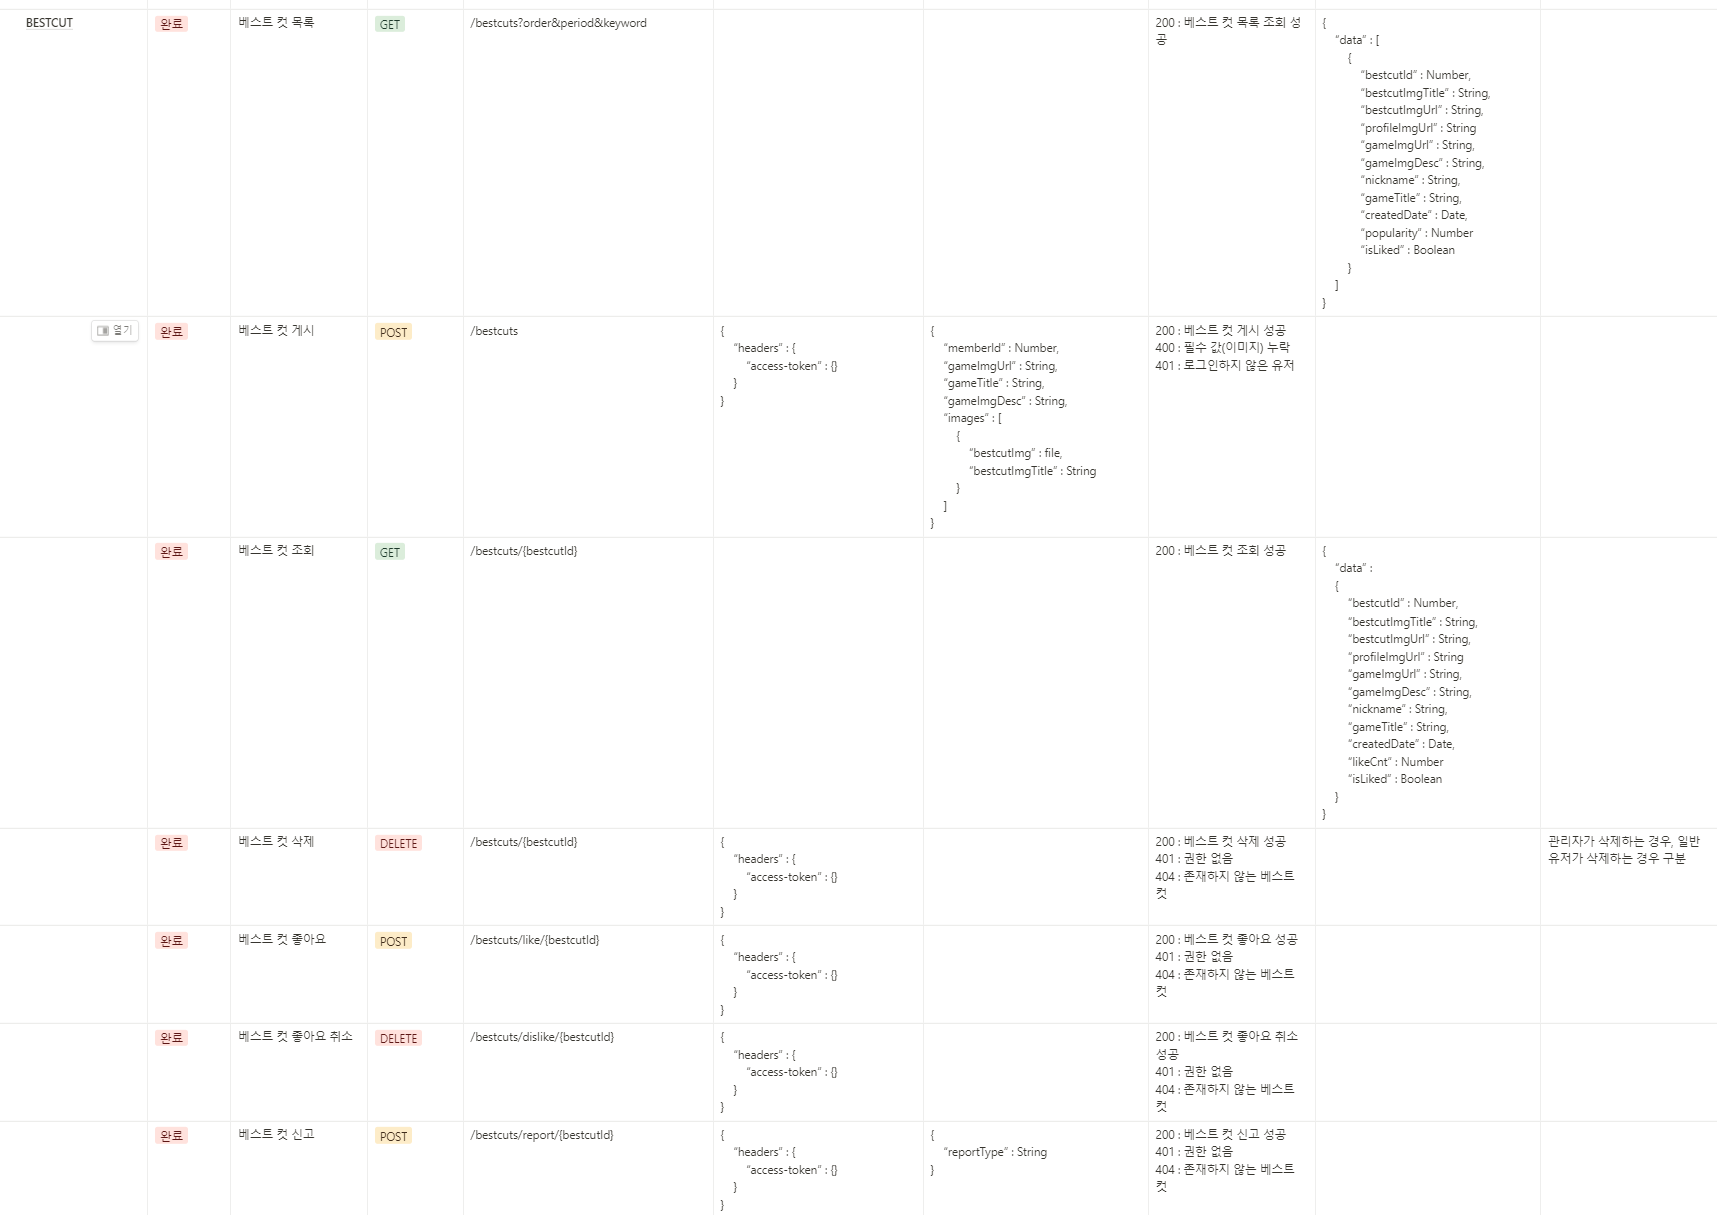 BESTCUT
완료
베스트 컷 목록
GET
/bestcuts?order&period&keyword
200 : 베스트 컷 목록 조회 성
공
{
“data” : [
{
“bestcutId” : Number,
“bestcutImgTitle” : String,
“bestcutImgUrl” : String,
“profileImgUrl” : String
“gameImgUrl” : String,
“gameImgDesc” : String,
“nickname” : String,
“gameTitle” : String,
“createdDate” : Date,
“popularity” : Number
“isLiked” : Boolean
}
]
}
열기
완료
베스트 컷 게시
POST
/bestcuts
{
“headers” : {
“access-token” : {}
}
}
{
“memberId” : Number,
“gameImgUrl” : String,
“gameTitle” : String,
“gameImgDesc” : String,
“images” : [
{
“bestcutImg” : file,
“bestcutImgTitle” : String
}
]
}
200 : 베스트 컷 게시 성공
400 : 필수 값(이미지) 누락
401 : 로그인하지 않은 유저
완료
베스트 컷 조회
GET
/bestcuts/{bestcutId}
200 : 베스트 컷 조회 성공
{
“data” :
{
“bestcutId” : Number,
“bestcutImgTitle” : String,
“bestcutImgUrl” : String,
“profileImgUrl” : String
“gameImgUrl” : String,
“gameImgDesc” : String,
“nickname” : String,
“gameTitle” : String,
“createdDate” : Date,
“likeCnt” : Number
“isLiked” : Boolean
}
}
완료
베스트 컷 삭제
DELETE
/bestcuts/{bestcutId}
{
“headers” : {
“access-token” : {}
}
}
200 : 베스트 컷 삭제 성공
401 : 권한 없음
404 : 존재하지 않는 베스트
컷
관리자가 삭제하는 경우, 일반
유저가 삭제하는 경우 구분
완료
베스트 컷 좋아요
POST
/bestcuts/like/{bestcutId}
{
“headers” : {
“access-token” : {}
}
}
200 : 베스트 컷 좋아요 성공
401 : 권한 없음
404 : 존재하지 않는 베스트
컷
완료
베스트 컷 좋아요 취소
DELETE
/bestcuts/dislike/{bestcutId}
{
“headers” : {
“access-token” : {}
}
}
200 : 베스트 컷 좋아요 취소
성공
401 : 권한 없음
404 : 존재하지 않는 베스트
컷
완료
베스트 컷 신고
POST
/bestcuts/report/{bestcutId}
{
“headers” : {
“access-token” : {}
}
}
{
“reportType” : String
}
200 : 베스트 컷 신고 성공
401 : 권한 없음
404 : 존재하지 않는 베스트
컷